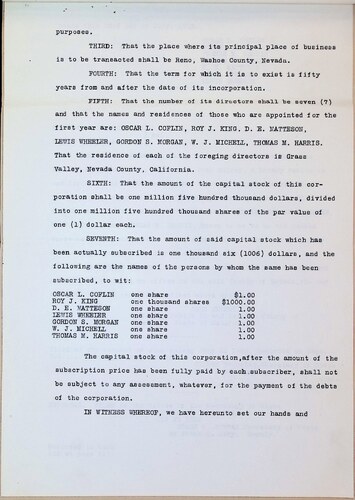 purposes.
THIRD: That the place where its principal place of business
is to be transacted shall be Reno, Washoe County, Nevada.
FOURTH: That the term for which it is to exist is fifty
years from and after the date of its incorporation.
FIFTH: That the number of its directors shall be seven (7)
and that the names and residences of those who are appointed for the
first year are: OSCAR L. COFLIN, ROY J. KING, D. E. MATTESON,
LEWIS WHEELER, GORDON S. MORGAN, W. J. MICHELL, THOMAS M. HARRIS.
That the residence of each of the foreging directors is Grass
Valley, Nevada County, California.
SIXTH: That the amount of the capital stock of this cor-
poration shall be one million five hundred thousand dollars, divided
into one million five hundred thousand shares of the par value of
one (1) dollar each.
SEVENTH: That the amount of said capital stock which has
been actually subscribed is one thousand six (1006) dollars, and the
following are the names of the persons by whom the same has been
subscribed, to wit:
OSCAR L. COFLIN one share $1.00
ROY J. KING one thousand shares $1000.00
D. E. WATTESON one share 1.00
LEWIS WHEELER one share 1.00
GORDON S. MORGAN one share 1.00
W. J. MICHELL one share 1.00
THOMAS M. HARRIS one share 1.00
The capital stock of this corporation,after the amount of the
subscription price has been fully paid by each subscriber, shall not
be subject to any assessment, whatever, for the payment of the debts
of the corporation.
IN WITNESS WHEREOF, we have hereunto set our hands and